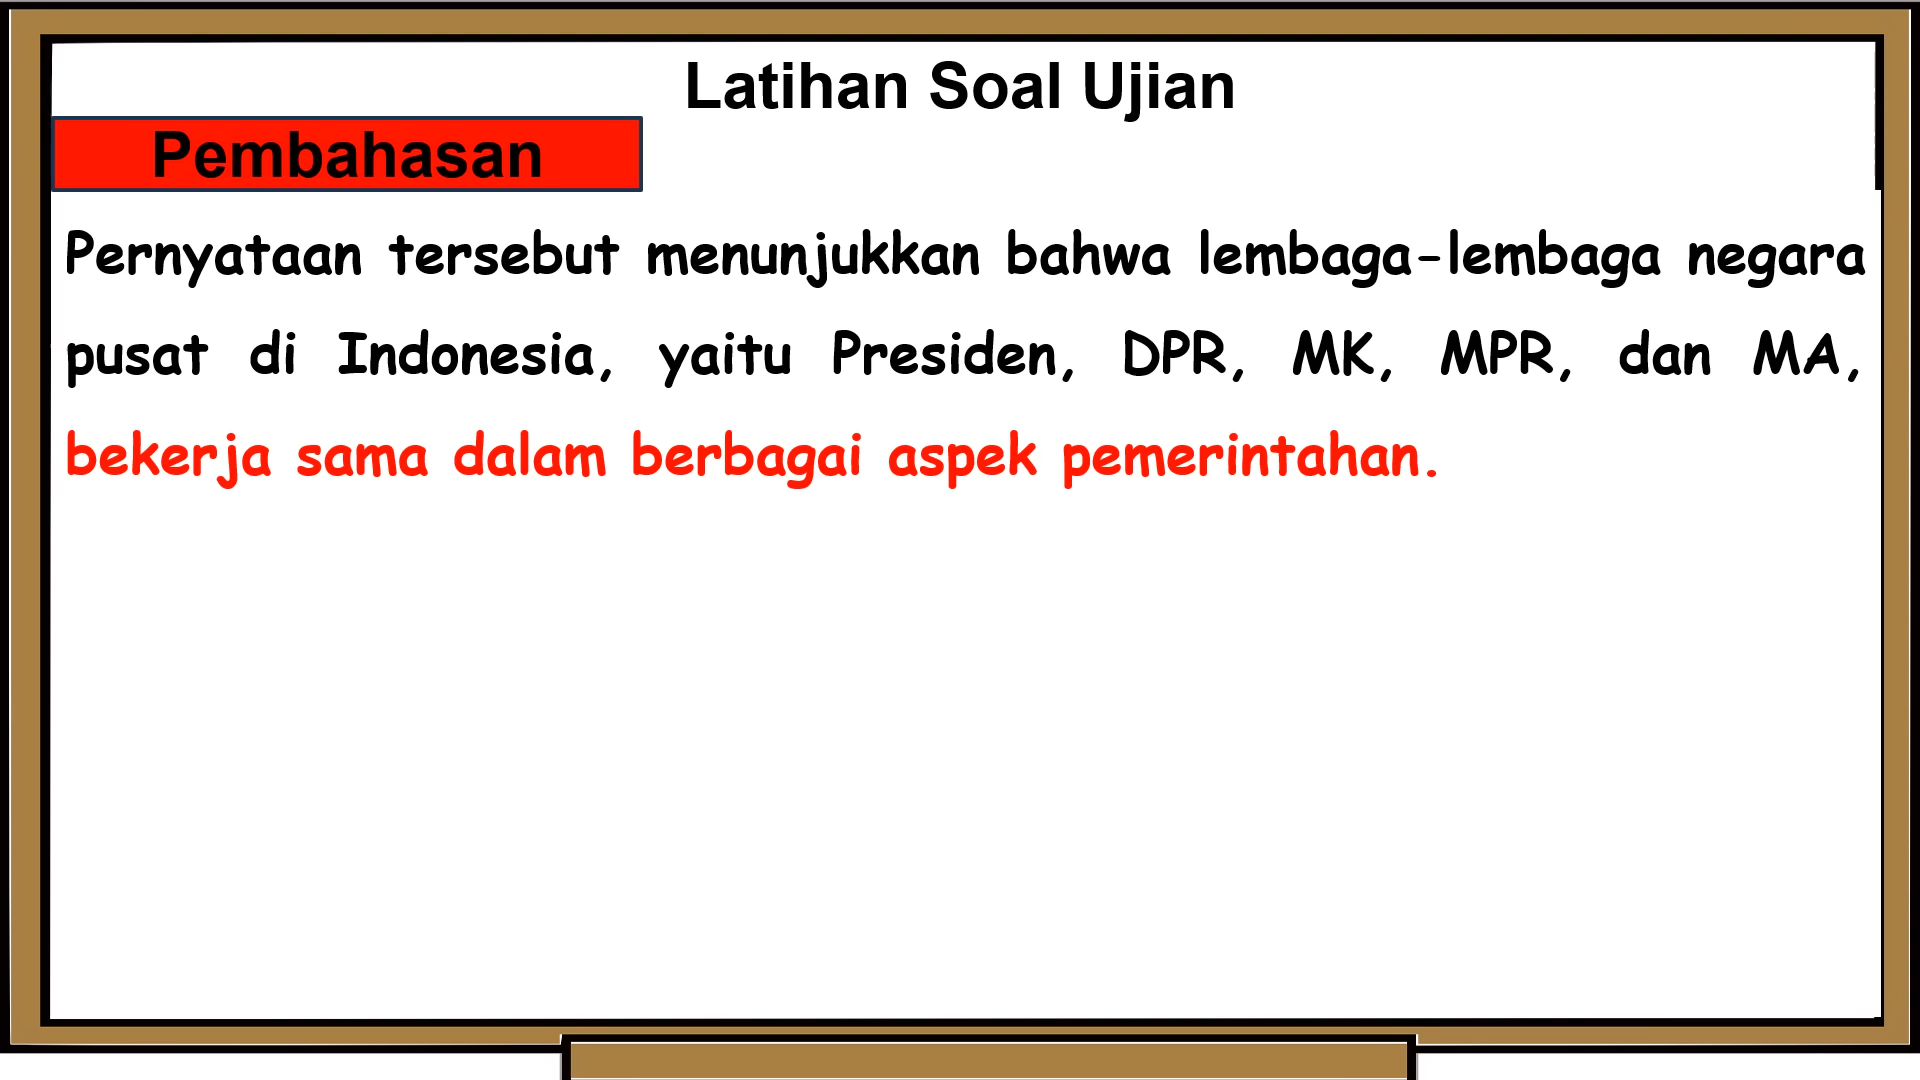 Latihan Soal Ujian
Pembahasan
Pernyataan tersebut menunjukkan bahwa lembaga-lembaga negara
pusat di Indonesia, yaitu Presiden, DPR, MK, MPR, dan MA,
bekerja sama dalam berbagai aspek pemerintahan.